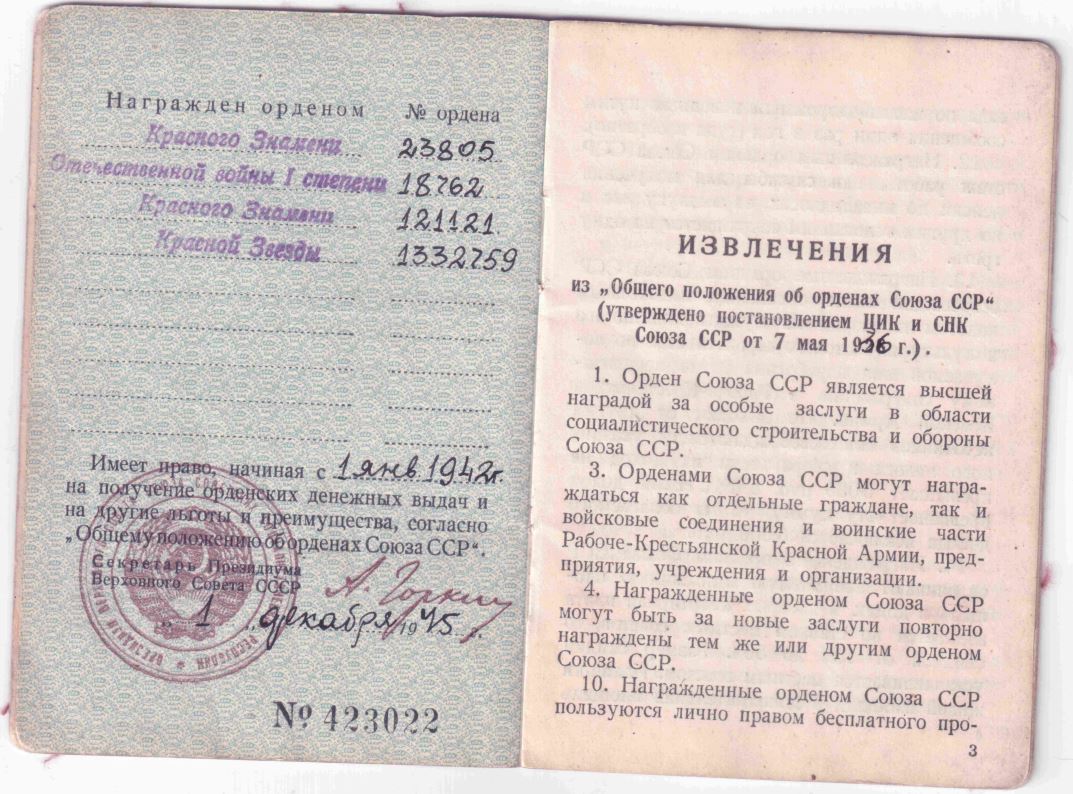 Награжден орденом № ордена
Красного Знамени 23805
Отечественной войны I степени 18762
Красного Знамени 121121.
Красной Звезды 1332759
Имеет право, начиная с 1 янв. 1942 г.
на получение орденских денежных выдач и
на другие льготы и преимущества, согласно
„Общему положению об орденах Союза ССР“.
Секретарь Президиума
Верховного Совета СССР А. Горкин
„ 1 декабря 1945 г.
№ 423022
ИЗВЛЕЧЕНИЯ
из „Общего положения об орденах Союза ССР“
(утверждено постановлением ЦИК и СНК
Союза ССР от 7 мая 1936 г.).
1. Орден Союза ССР является высшей
наградой за особые заслуги в области
социалистического строительства и обороны
Союза ССР.
3. Орденами Союза ССР могут награ-
ждаться как отдельные граждане, так и
войсковые соединения и воинские части
Рабоче-Крестьянской Красной Армии, пред-
приятия, учреждения и организации.
4. Награжденные орденом Союза ССР
могут быть за новые заслуги повторно
награждены тем же или другим орденом
Союза ССР.
10. Награжденные орденом Союза ССР
пользуются лично правом бесплатного про-
3